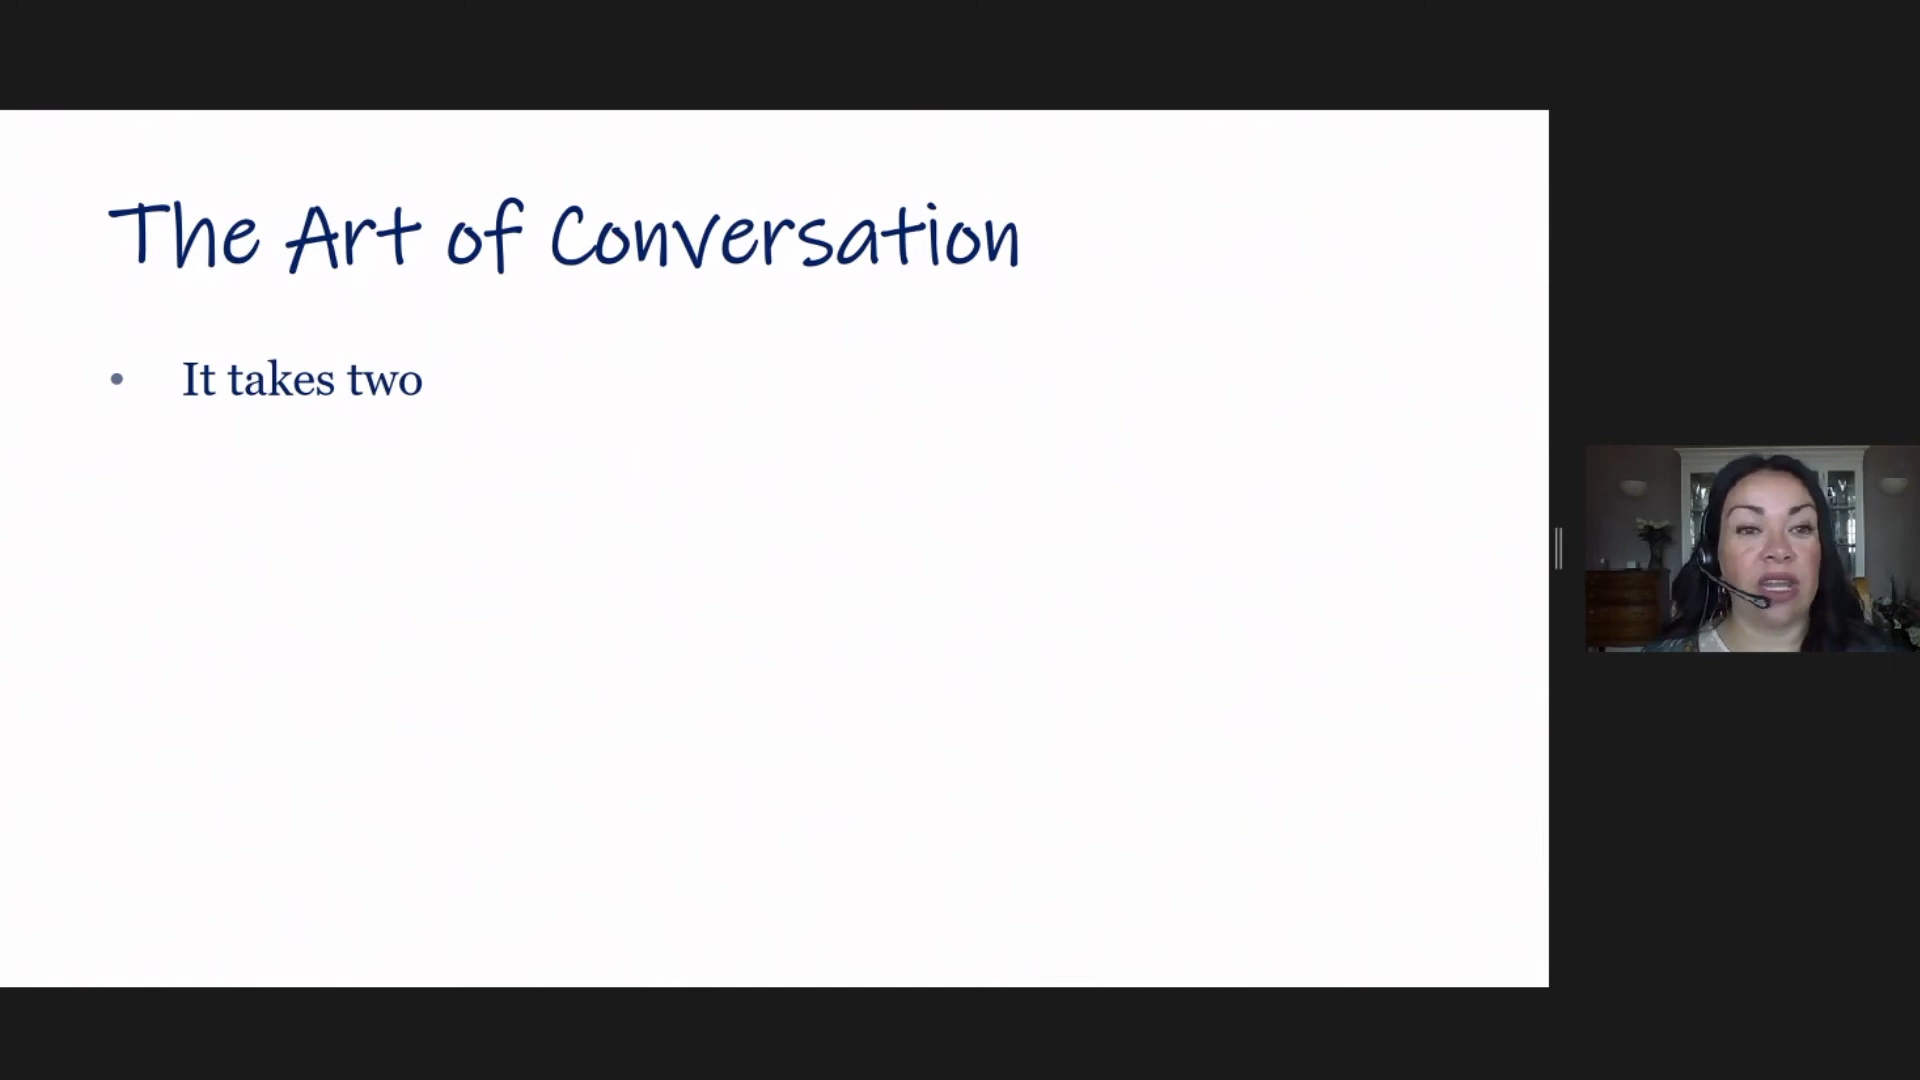 The Art of Conversation
• It takes two